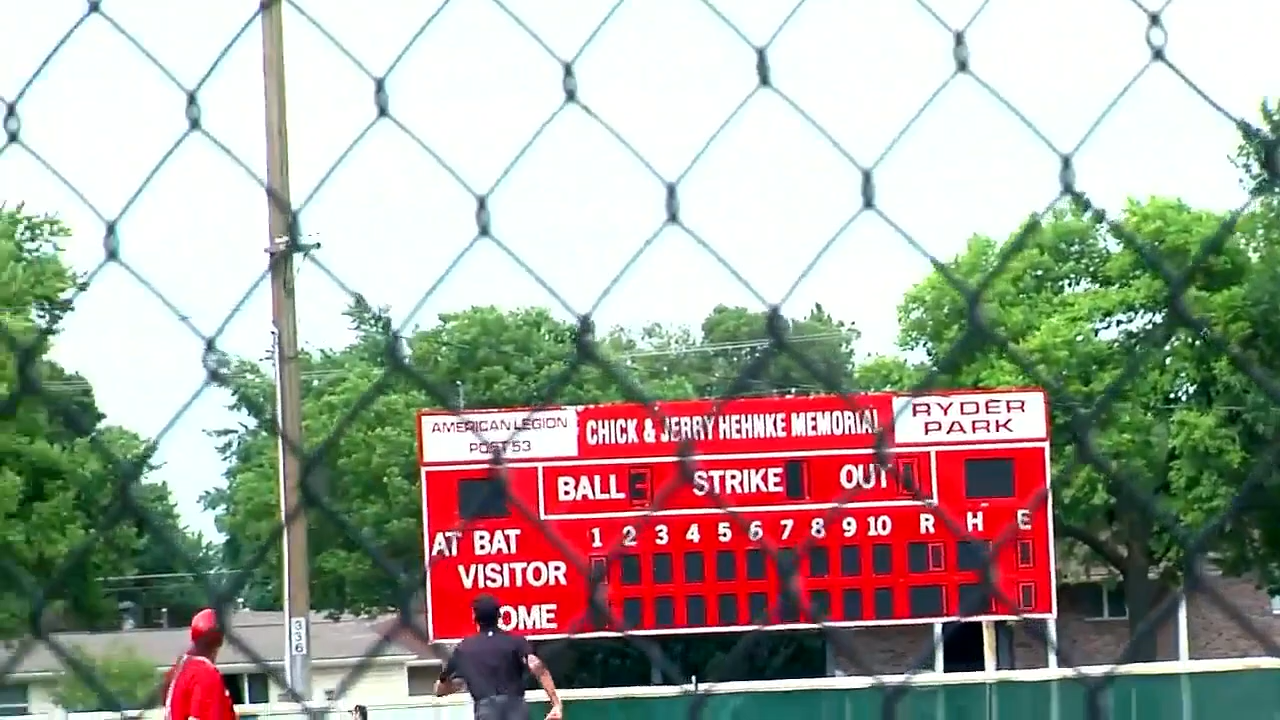 AMERICAN LEGION
POST 53
CHICK & JERRY HEHNKE MEMORIAL
RYDER
PARK
BALL STRIKE OUT
1 2 3 4 5 6 7 8 9 10 R H E
AT BAT
VISITOR
OME
336